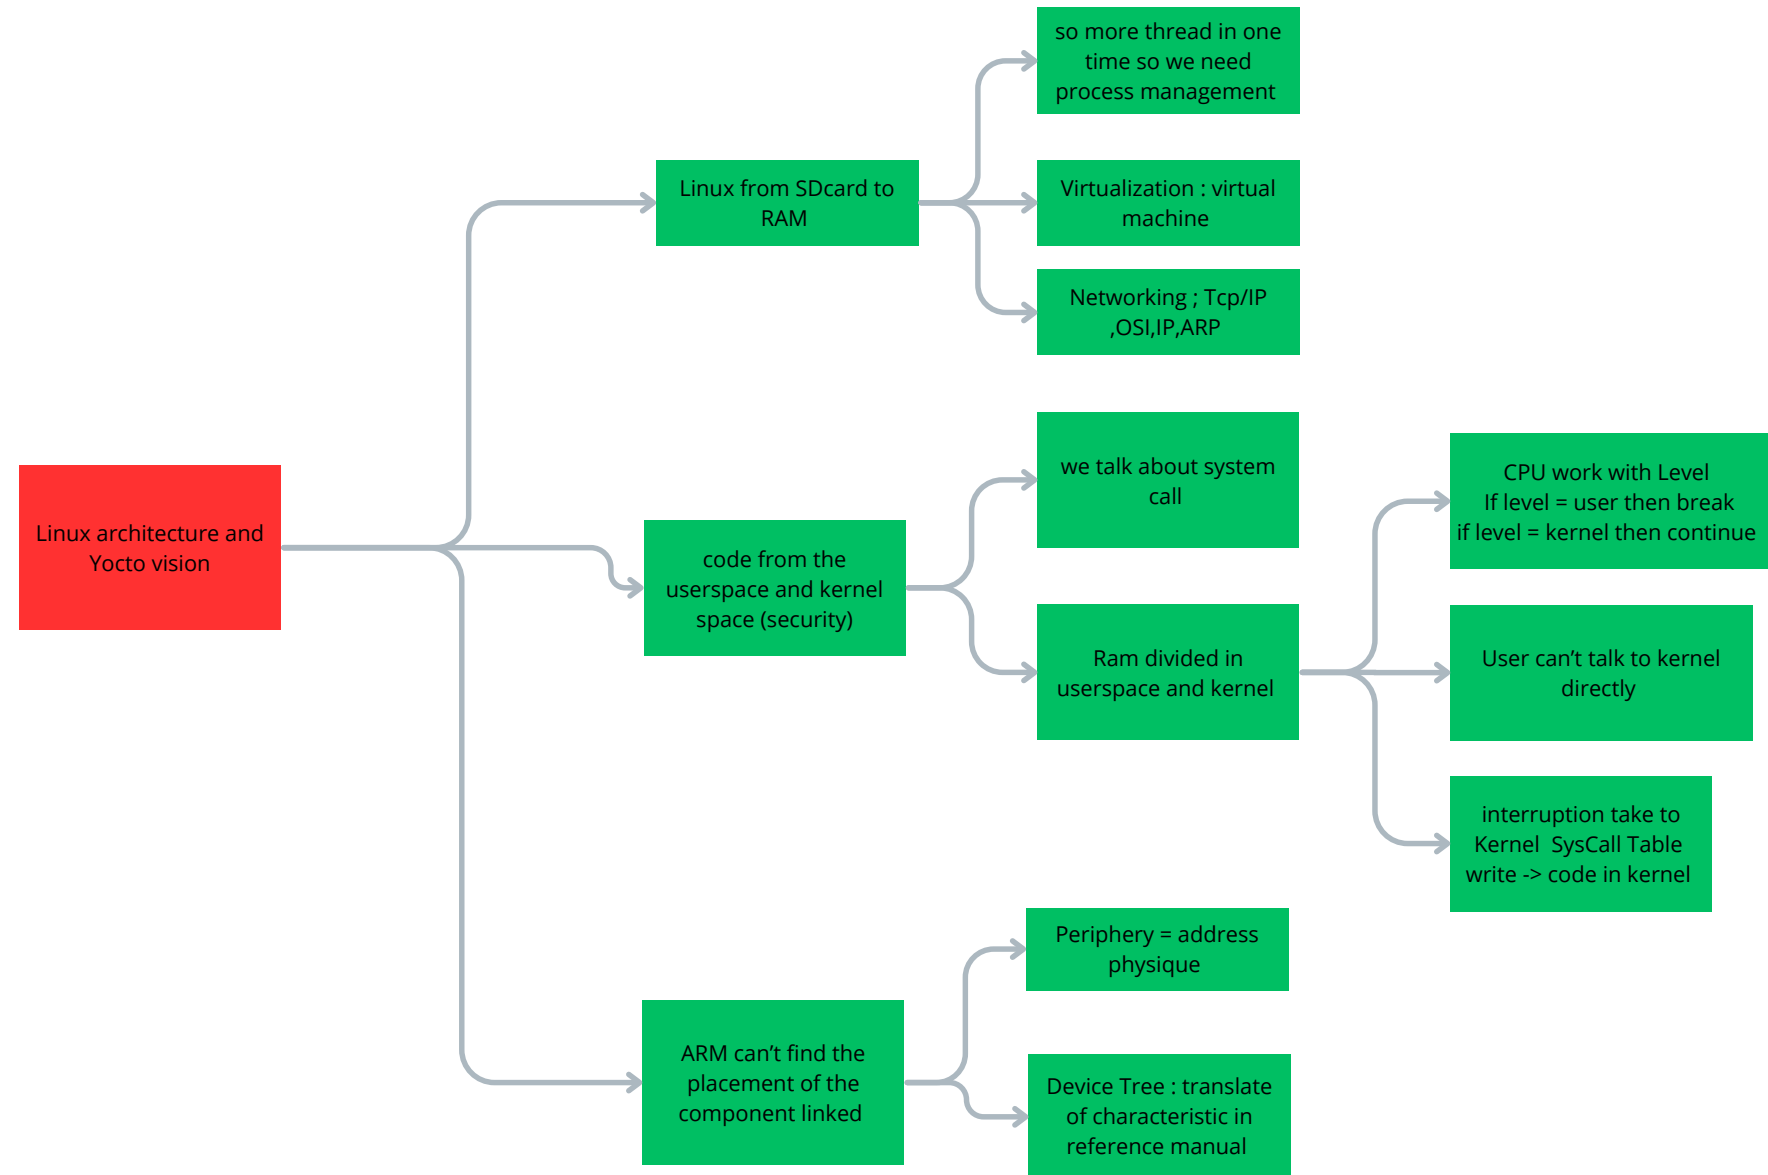 Linux architecture and
Yocto vision
Linux from SDcard to
RAM
so more thread in one
time so we need
process management
Virtualization : virtual
machine
Networking ; Tcp/IP
,OSI,IP,ARP
code from the
userspace and kernel
space (security)
we talk about system
call
Ram divided in
userspace and kernel
CPU work with Level
If level = user then break
if level = kernel then continue
User can’t talk to kernel
directly
interruption take to
Kernel  SysCall Table
write -> code in kernel
ARM can’t find the
placement of the
component linked
Periphery = address
physique
Device Tree : translate
of characteristic in
reference manual